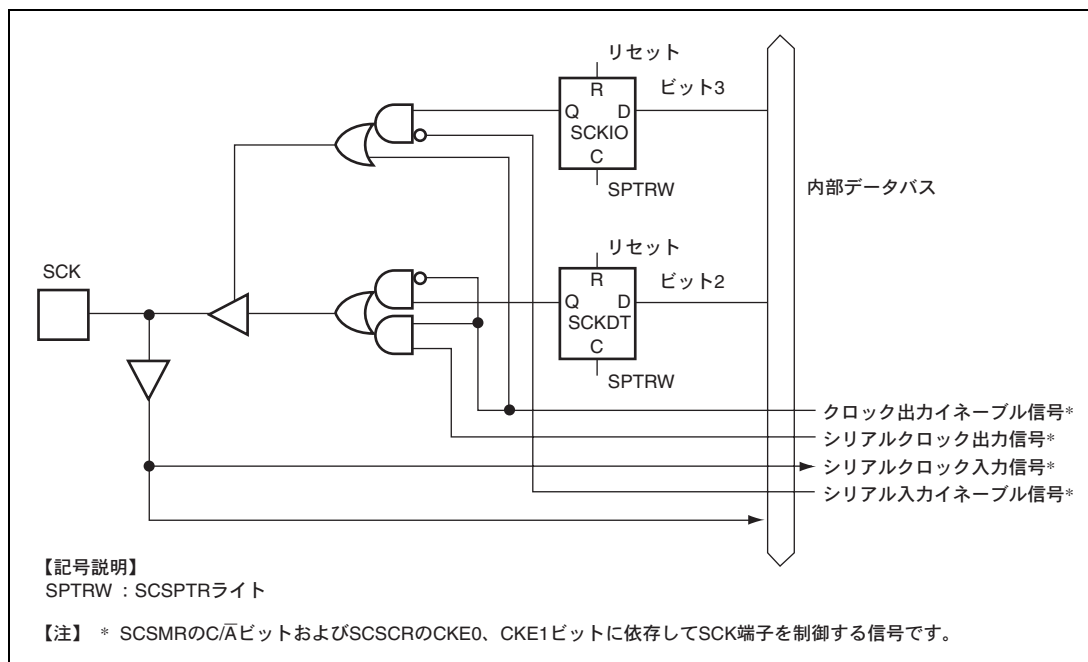 リセット
R
ビット3
Q D
SCKIO
C
SPTRW
内部データバス
リセット
R
ビット2
Q D
SCKDT
C
SPTRW
SCK
クロック出力イネーブル信号*
シリアルクロック出力信号*
シリアルクロック入力信号*
シリアル入力イネーブル信号*
【記号説明】
SPTRW : SCSPTRライト
【注】 * SCSMRのC/A̅ビットおよびSCSCRのCKE0、CKE1ビットに依存してSCK端子を制御する信号です。